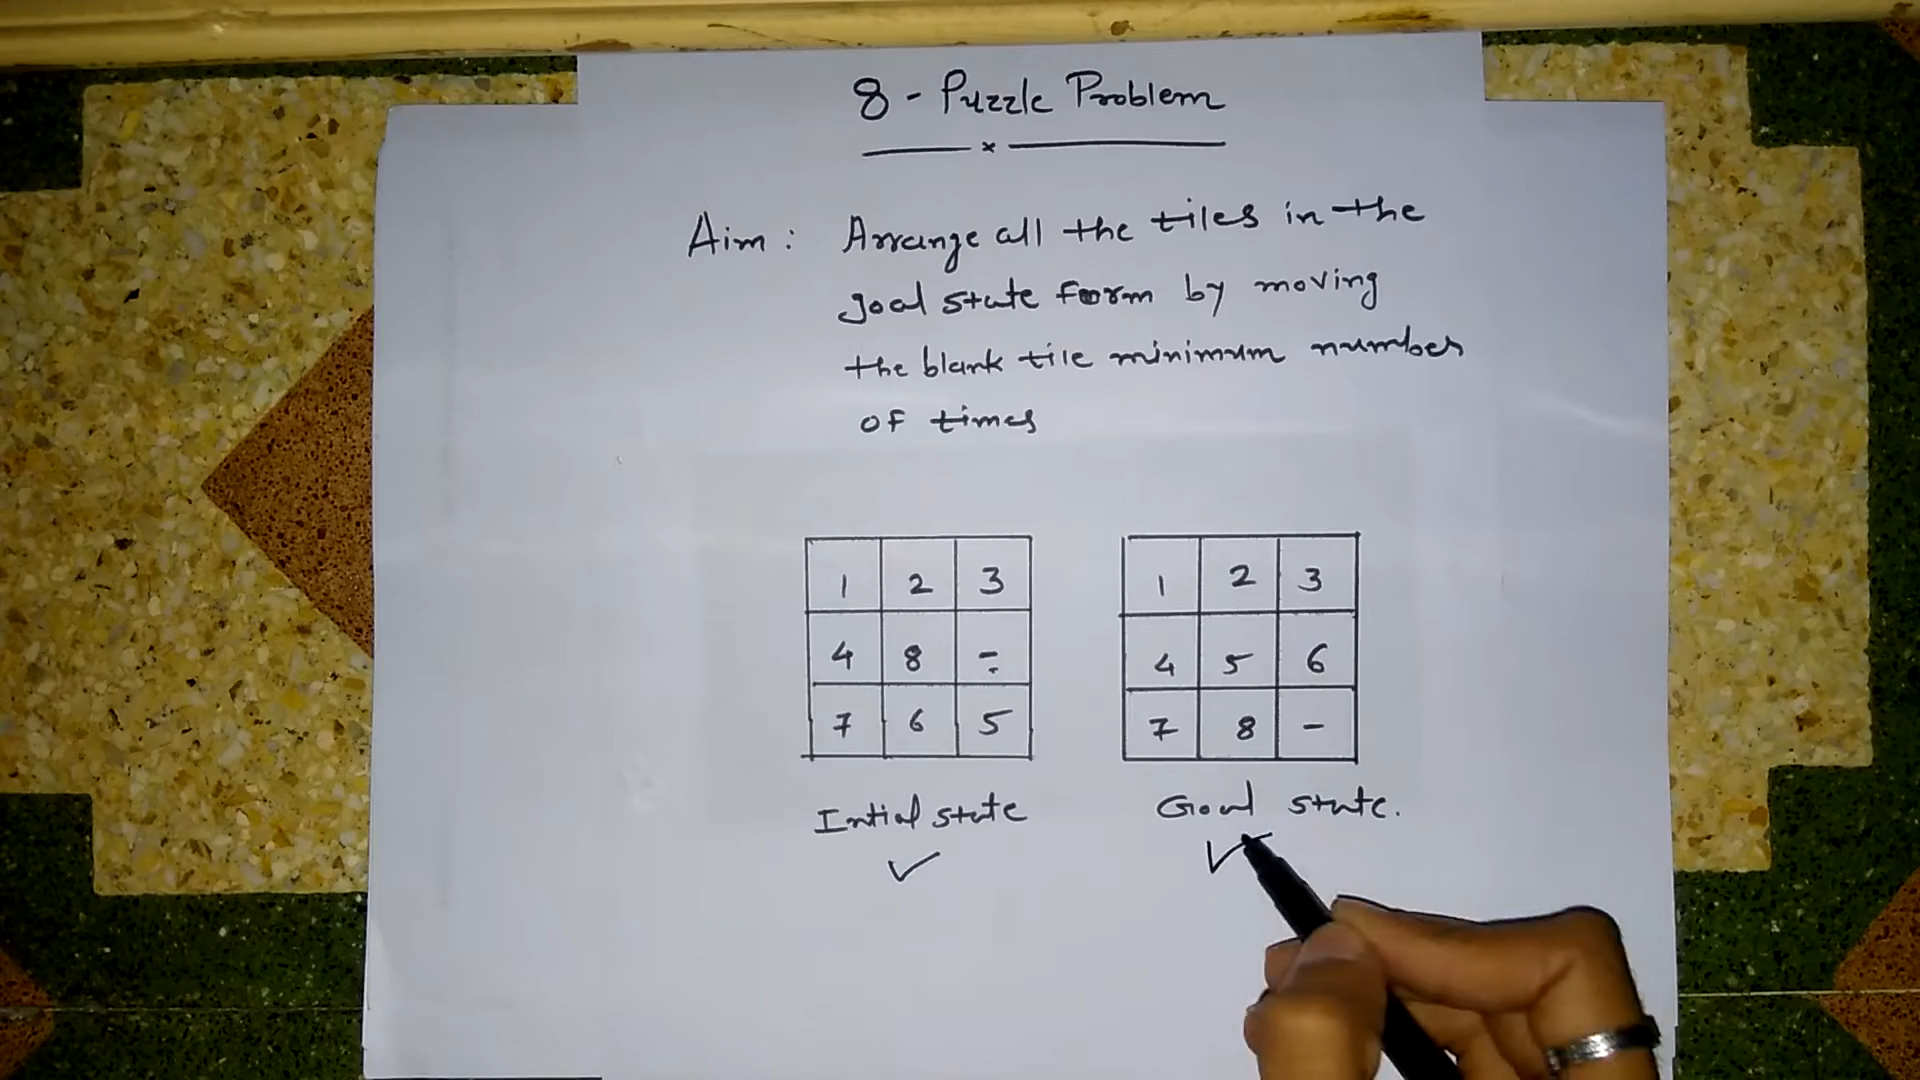 8 - Puzzle Problem
Aim : Arrange all the tiles in the
goal state form by moving
the blank tile minimum number
of times
1 2 3
4 8 -
7 6 5
Intial state
1 2 3
4 5 6
7 8 -
Goal state.